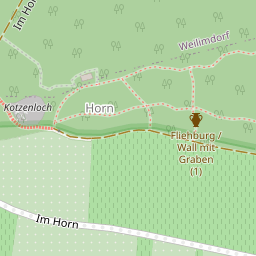 Im Horn
Weilimdorf
Kotzenloch
Horn
Fliehburg /
Wall mit
Graben
(1)
Im Horn